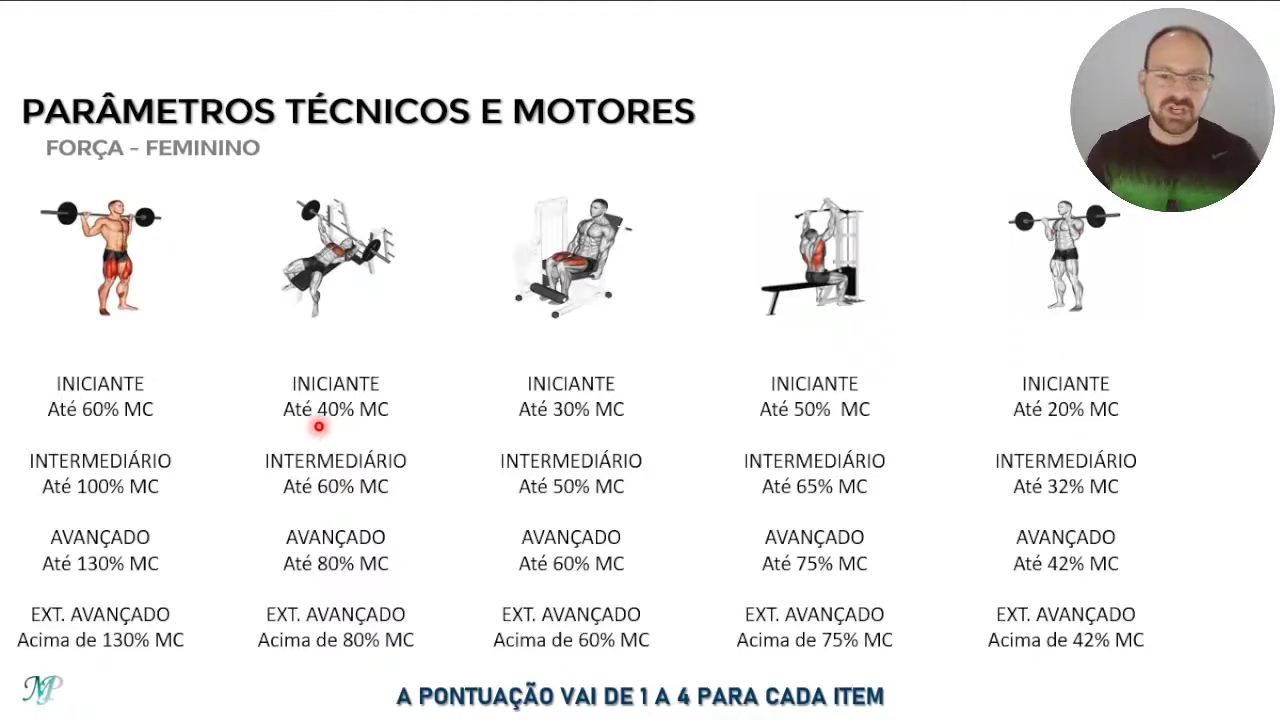 PARÂMETROS TÉCNICOS E MOTORES
FORÇA - FEMININO
INICIANTE
Até 60% MC
INTERMEDIÁRIO
Até 100% MC
AVANÇADO
Até 130% MC
EXT. AVANÇADO
Acima de 130% MC
INICIANTE
Até 40% MC
INTERMEDIÁRIO
Até 60% MC
AVANÇADO
Até 80% MC
EXT. AVANÇADO
Acima de 80% MC
INICIANTE
Até 30% MC
INTERMEDIÁRIO
Até 50% MC
AVANÇADO
Até 60% MC
EXT. AVANÇADO
Acima de 60% MC
INICIANTE
Até 50% MC
INTERMEDIÁRIO
Até 65% MC
AVANÇADO
Até 75% MC
EXT. AVANÇADO
Acima de 75% MC
INICIANTE
Até 20% MC
INTERMEDIÁRIO
Até 32% MC
AVANÇADO
Até 42% MC
EXT. AVANÇADO
Acima de 42% MC
MP
A PONTUAÇÃO VAI DE 1 A 4 PARA CADA ITEM